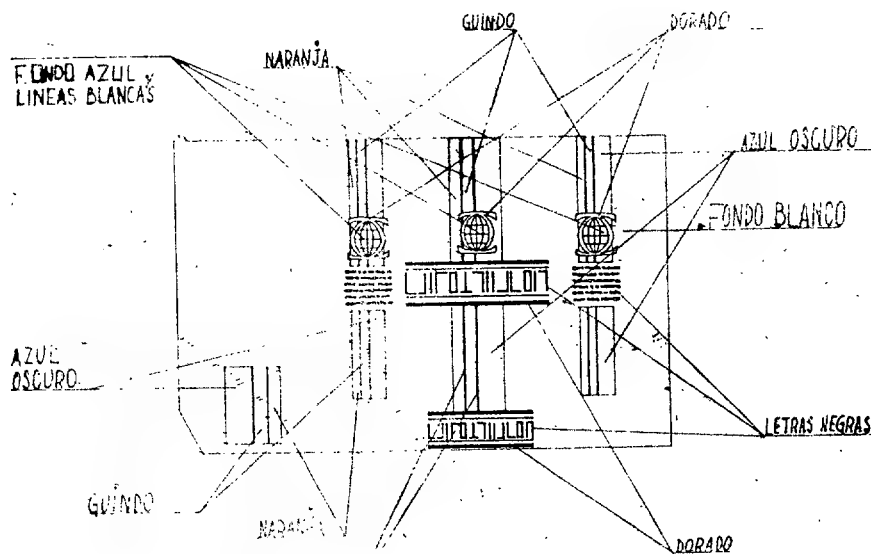 GUINDO
DORADO
NARANJA
FONDO AZUL y
LINEAS BLANCAS
AZUL OSCURO
FONDO BLANCO
AZUL
OSCURO
LETRAS NEGRAS
GUINDO
NARANJA
DORADO